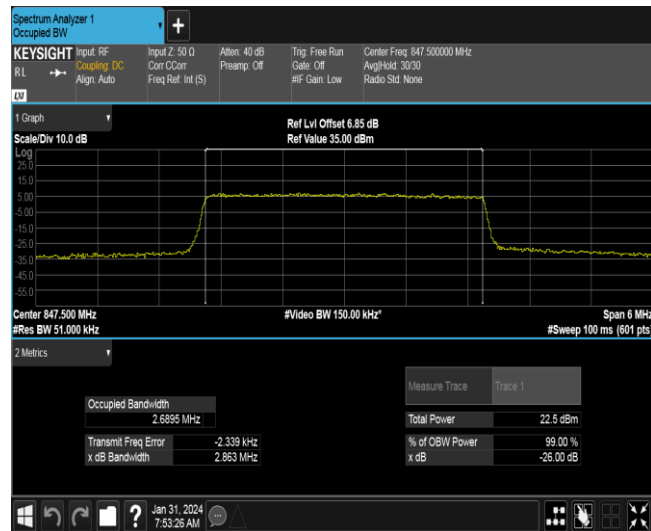 Spectrum Analyzer 1
Occupied BW
KEYSIGHT
RL
LXI
Input: RF
Coupling: DC
Align: Auto
Input Z: 50 Ω
Corr CCorr
Freq Ref: Int (S)
Atten: 40 dB
Preamp: Off
Trig: Free Run
Gate: Off
#IF Gain: Low
Center Freq: 847.500000 MHz
Avg|Hold: 30/30
Radio Std: None
1 Graph
Scale/Div 10.0 dB
Ref Lvl Offset 6.85 dB
Ref Value 35.00 dBm
Log
25.0
15.0
5.00
-5.00
-15.0
-25.0
-35.0
-45.0
-55.0
Center 847.500 MHz
#Video BW 150.00 kHz*
Span 6 MHz
#Res BW 51.000 kHz
#Sweep 100 ms (601 pts)
2 Metrics
Measure Trace Trace 1
Occupied Bandwidth
2.6895 MHz
Total Power 22.5 dBm
Transmit Freq Error -2.339 kHz
% of OBW Power 99.00 %
x dB Bandwidth 2.863 MHz
x dB -26.00 dB
Jan 31, 2024
7:53:26 AM